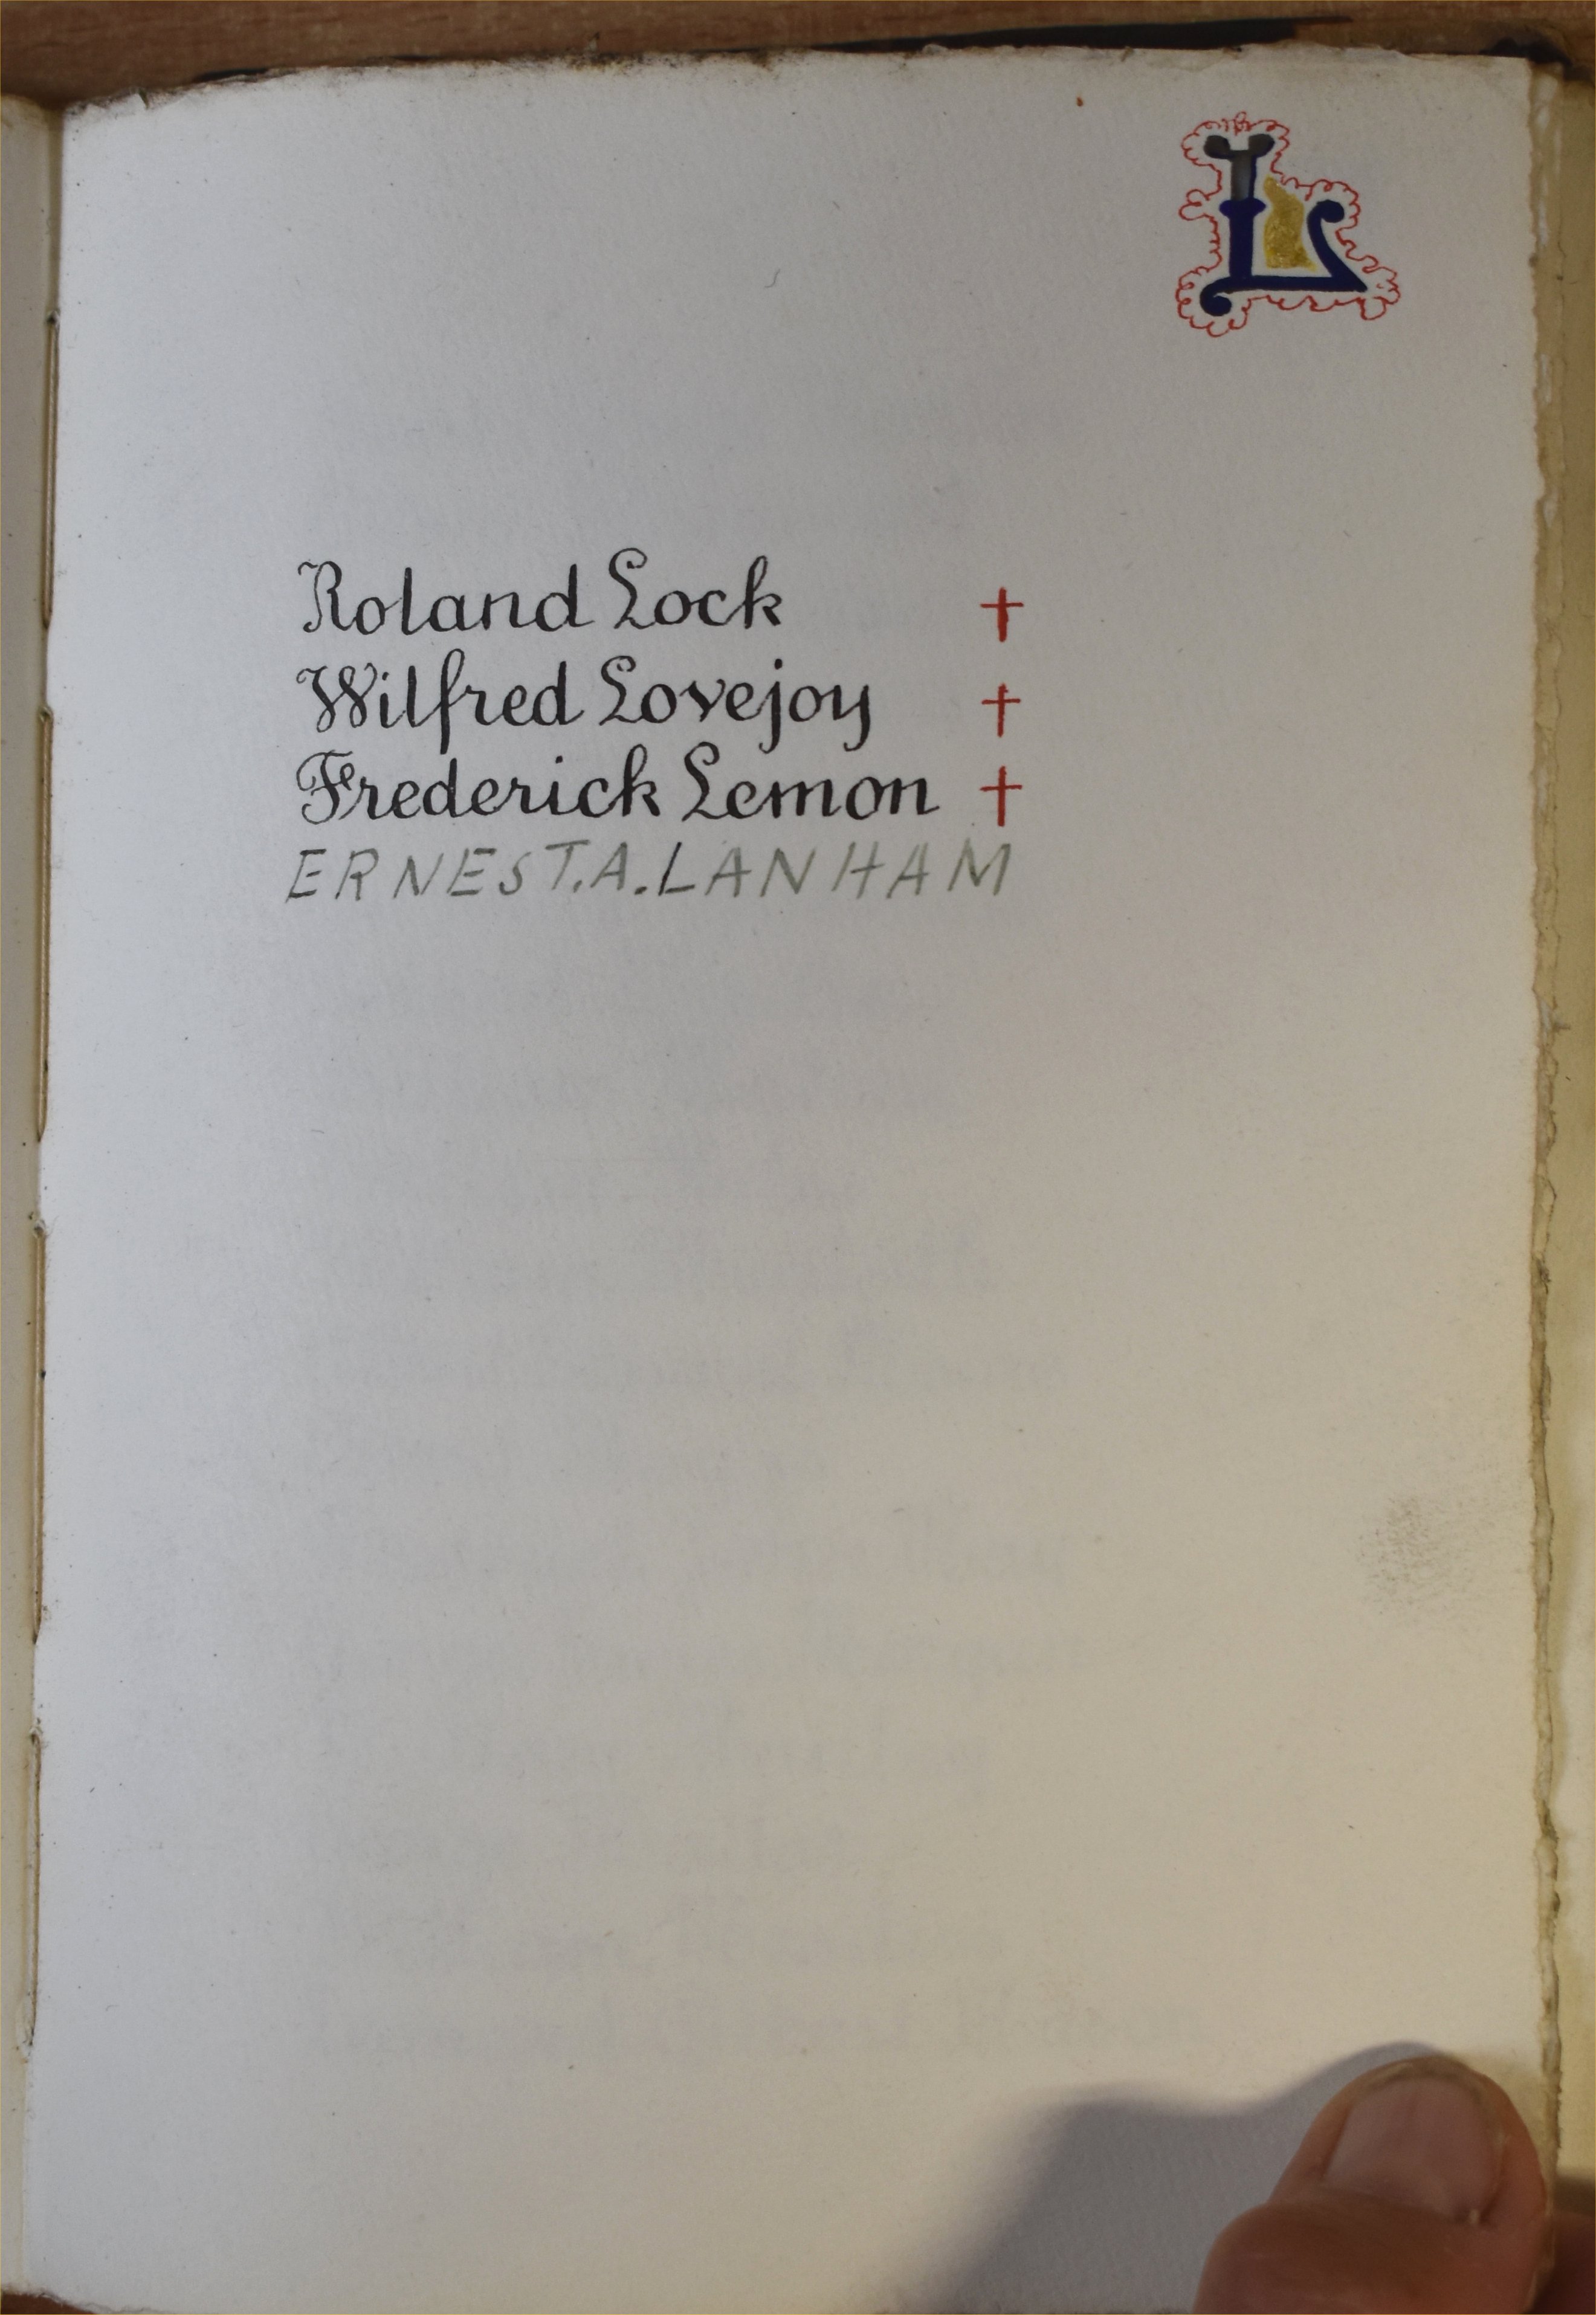 L
Roland Lock †
Wilfred Lovejoy †
Frederick Lemon †
ERNEST.A.LANHAM